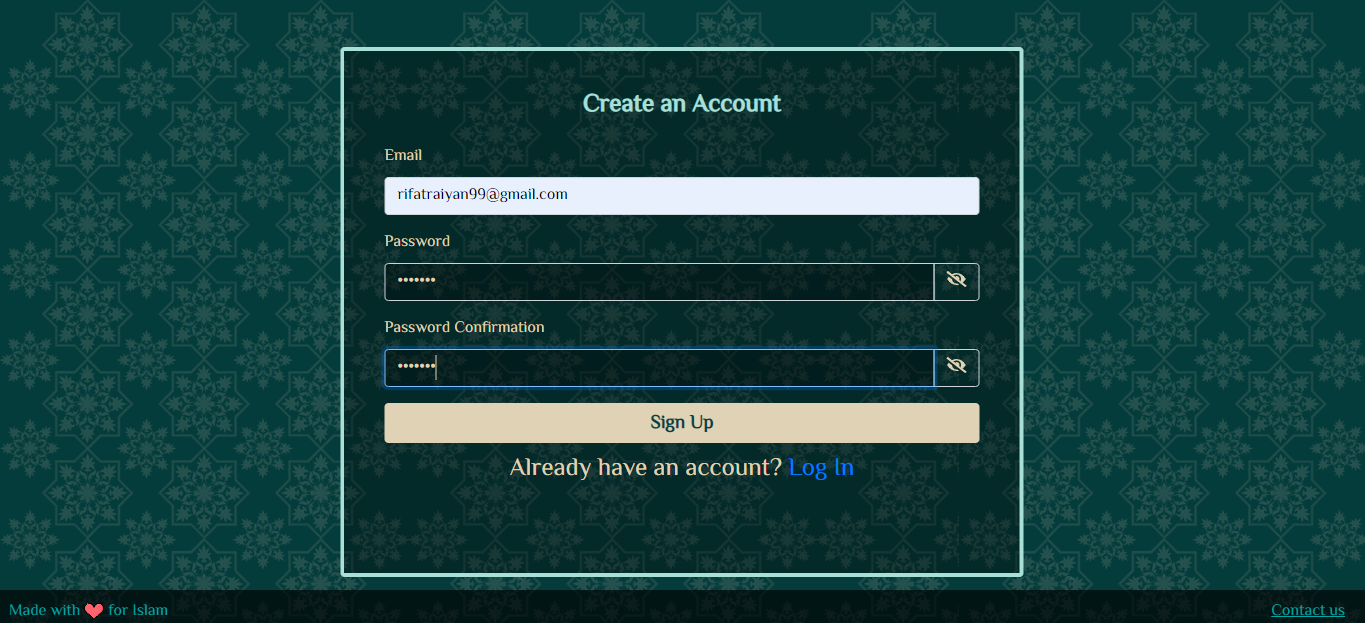 Create an Account
Email
rifatraiyan99@gmail.com
Password
•••••••
Password Confirmation
•••••••
Sign Up
Already have an account? Log In
Made with ❤ for Islam
Contact us